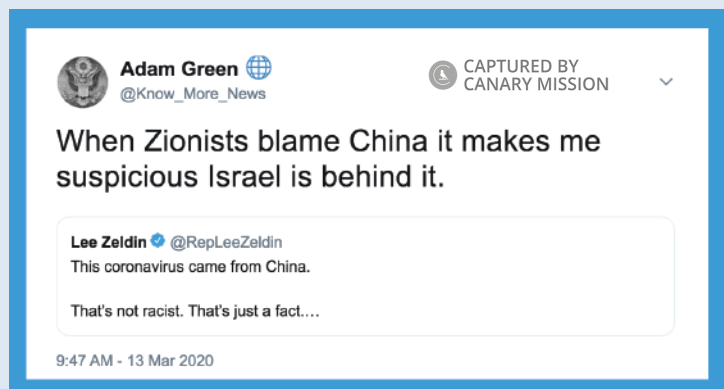 Adam Green
@Know_More_News
CAPTURED BY
CANARY MISSION
When Zionists blame China it makes me
suspicious Israel is behind it.
Lee Zeldin @RepLeeZeldin
This coronavirus came from China.
That's not racist. That's just a fact....
9:47 AM - 13 Mar 2020